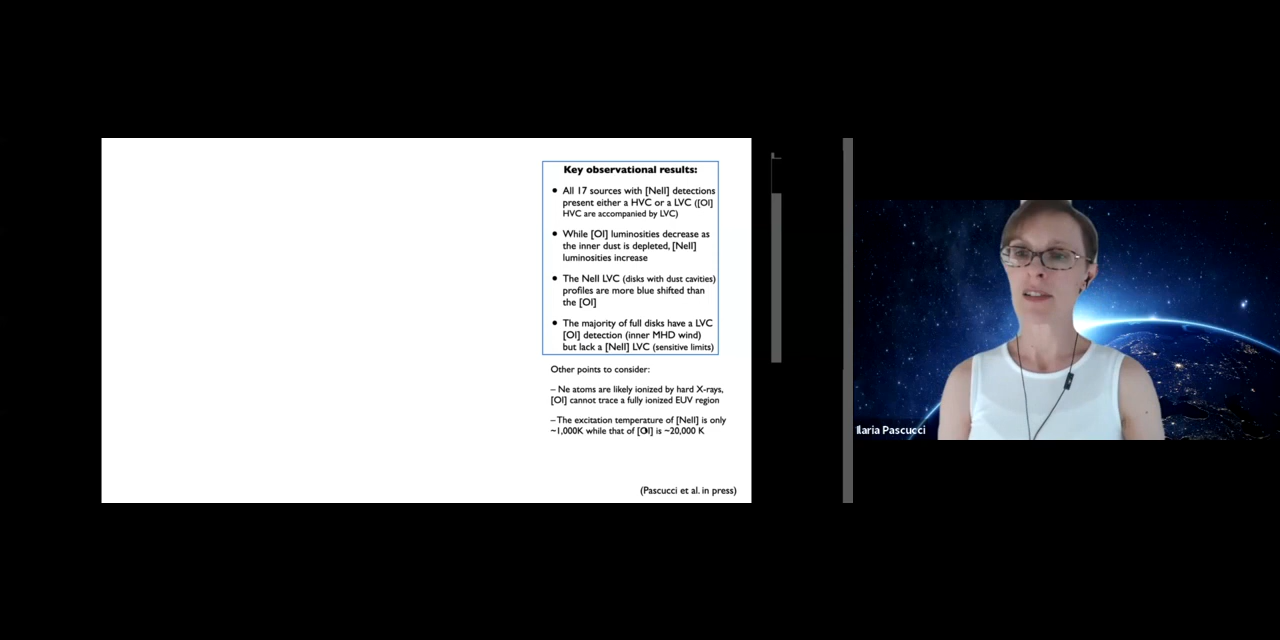 Key observational results:
• All 17 sources with [NeII] detections
present either a HVC or a LVC ([OI]
HVC are accompanied by LVC)
• While [OI] luminosities decrease as
the inner dust is depleted, [NeII]
luminosities increase
• The NeII LVC (disks with dust cavities)
profiles are more blue shifted than
the [OI]
• The majority of full disks have a LVC
[OI] detection (inner MHD wind)
but lack a [NeII] LVC (sensitive limits)
Other points to consider:
– Ne atoms are likely ionized by hard X-rays,
[OI] cannot trace a fully ionized EUV region
– The excitation temperature of [NeII] is only
~1,000K while that of [OI] is ~20,000 K
(Pascucci et al. in press)
Ilaria Pascucci